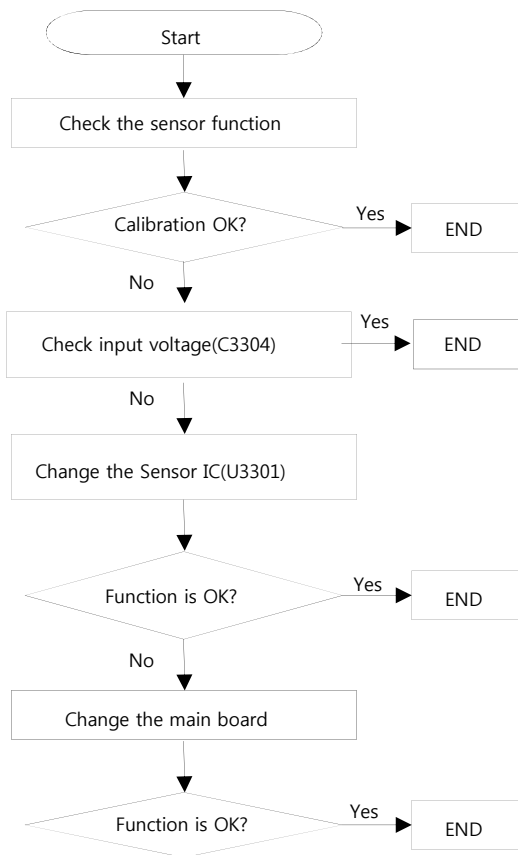 Start
Check the sensor function
Calibration OK?
Yes
END
No
Check input voltage(C3304)
Yes
END
No
Change the Sensor IC(U3301)
Function is OK?
Yes
END
No
Change the main board
Function is OK?
Yes
END